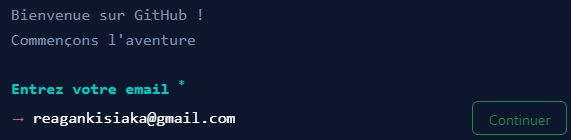 Bienvenue sur GitHub !
Commençons l'aventure
Entrez votre email *
→ reagankisiaka@gmail.com
Continuer